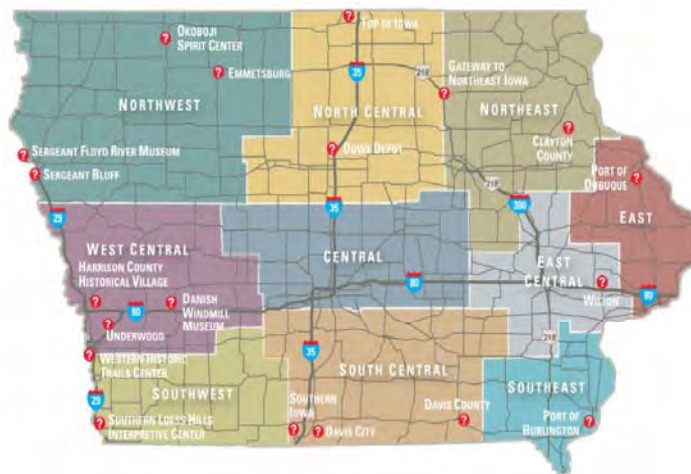 ?
TOP OF IOWA
OKOBOJI
SPIRIT CENTER
?
?
EMMETSBURG
35
218
GATEWAY TO
NORTHEAST IOWA
?
NORTHWEST
NORTH CENTRAL
NORTHEAST
?
CLAYTON
COUNTY
?
SERGEANT FLOYD RIVER MUSEUM
?
DOWS DEPOT
?
SERGEANT BLUFF
PORT OF
DUBUQUE
?
218
29
35
380
EAST
WEST CENTRAL
CENTRAL
EAST
CENTRAL
HARRISON COUNTY
HISTORICAL VILLAGE
80
?
WILTON
80
?
?
DANISH
WINDMILL
MUSEUM
80
?
UNDERWOOD
218
?
WESTERN HISTORIC
TRAILS CENTER
35
SOUTH CENTRAL
SOUTHEAST
SOUTHWEST
29
SOUTHERN
IOWA
?
DAVIS COUNTY
?
?
SOUTHERN LOESS HILLS
INTERPRETIVE CENTER
?
DAVIS CITY
PORT OF
BURLINGTON
?